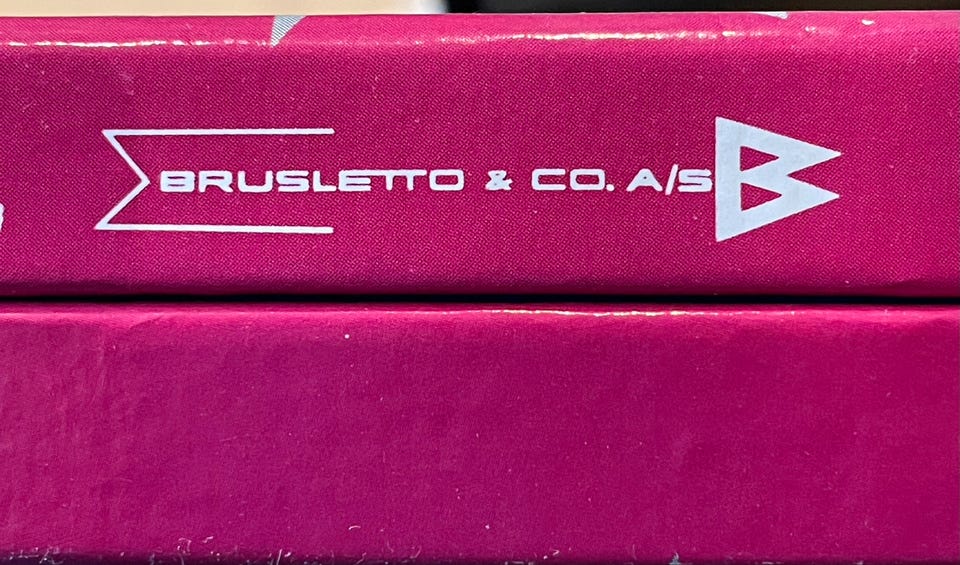 BRUSLETTO & CO. A/S B